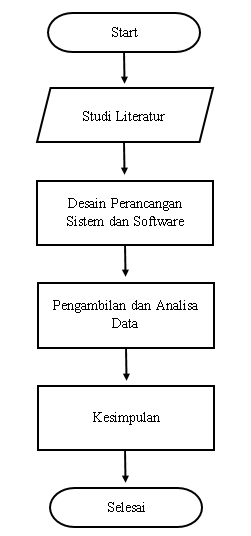 Start
Studi Literatur
Desain Perancangan
Sistem dan Software
Pengambilan dan Analisa
Data
Kesimpulan
Selesai